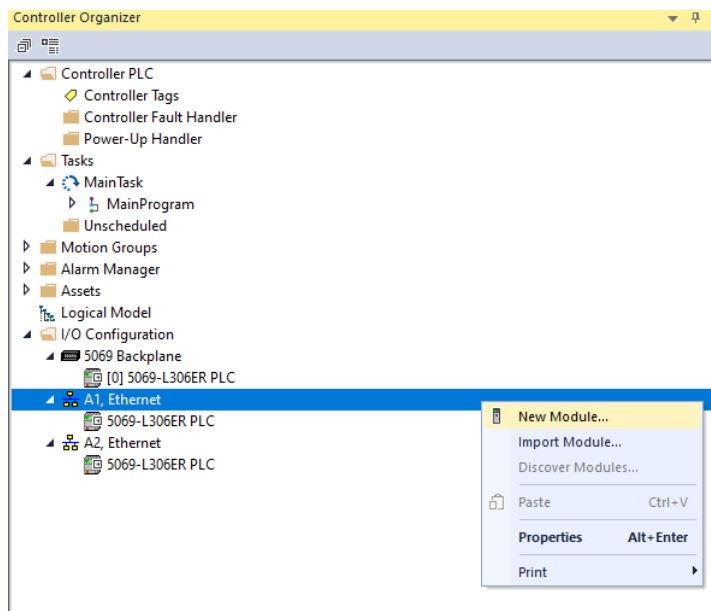 Controller Organizer
Controller PLC
Controller Tags
Controller Fault Handler
Power-Up Handler
Tasks
MainTask
MainProgram
Unscheduled
Motion Groups
Alarm Manager
Assets
Logical Model
I/O Configuration
5069 Backplane
[0] 5069-L306ER PLC
A1, Ethernet
5069-L306ER PLC
A2, Ethernet
5069-L306ER PLC
New Module...
Import Module...
Discover Modules...
Paste Ctrl+V
Properties Alt+Enter
Print